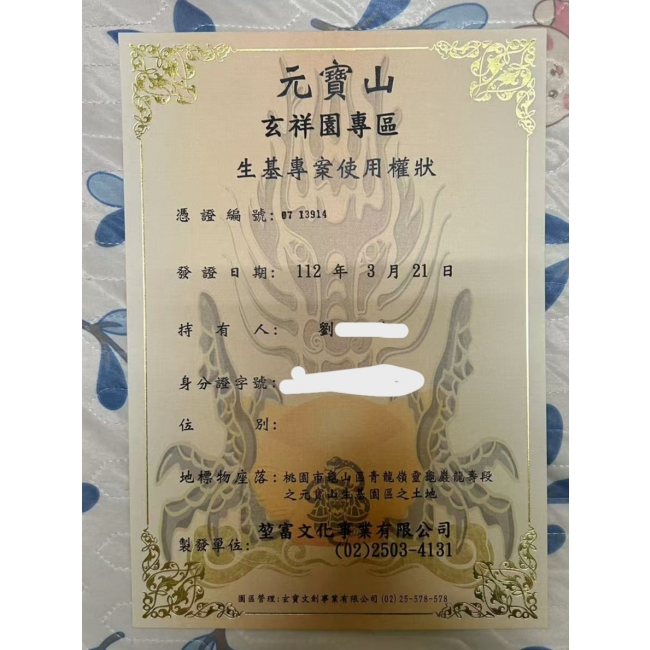 元寶山
玄祥園專區
生基專案使用權狀
憑證編號: 07 13914
發證日期: 112 年 3 月 21 日
持有人: 劉
身分證字號:
位別:
地標物座落: 桃園市龜山區青龍嶺靈龜巖龍壽段
之元寶山生基園區之土地
製發單位: 堃富文化事業有限公司
(02)2503-4131
園區管理:玄寶文創事業有限公司(02)25-578-578